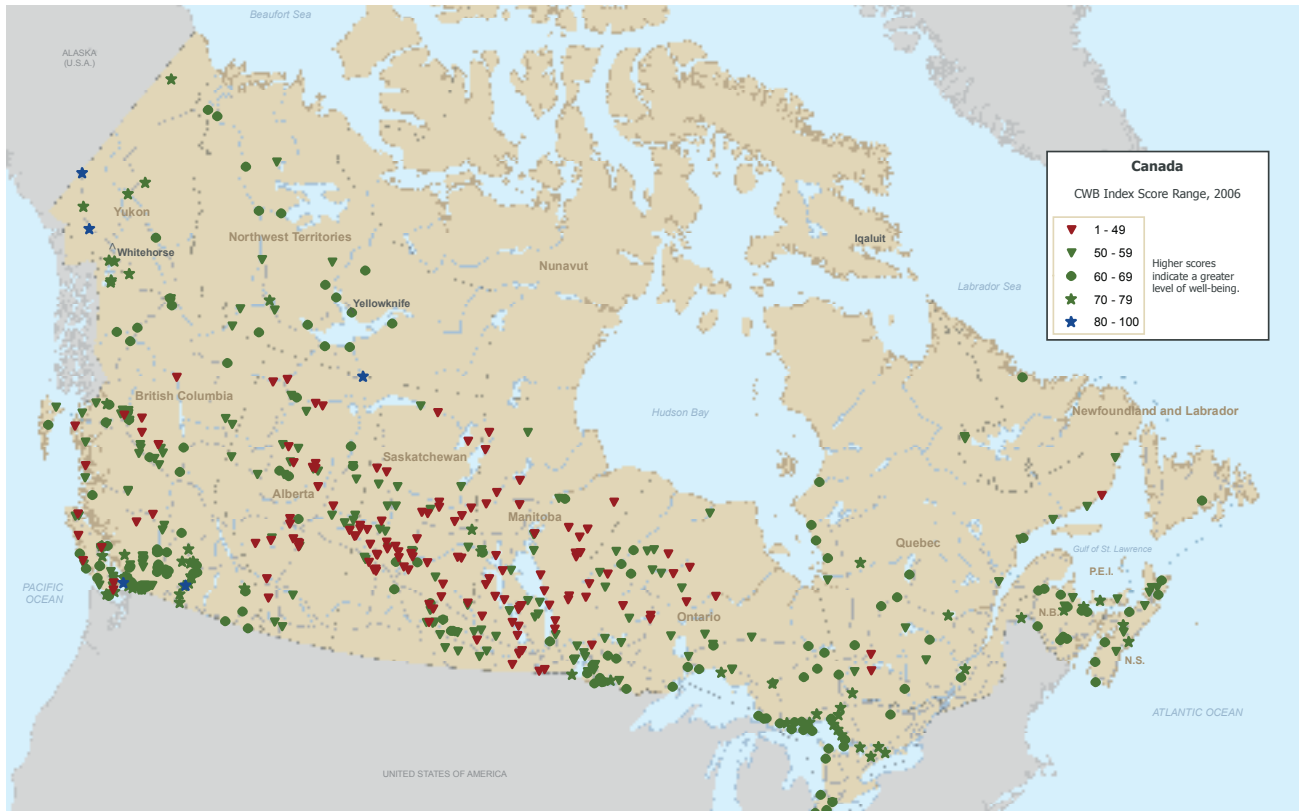 Beaufort Sea
ALASKA
(U.S.A.)
Canada
CWB Index Score Range, 2006
1 - 49
50 - 59
60 - 69
70 - 79
80 - 100
Higher scores
indicate a greater
level of well-being.
Yukon
Whitehorse
Northwest Territories
Iqaluit
Nunavut
Labrador Sea
Yellowknife
British Columbia
Hudson Bay
Newfoundland and Labrador
Saskatchewan
Alberta
Manitoba
Quebec
Gulf of St. Lawrence
P.E.I.
PACIFIC
OCEAN
N.B.
Ontario
N.S.
ATLANTIC OCEAN
UNITED STATES OF AMERICA